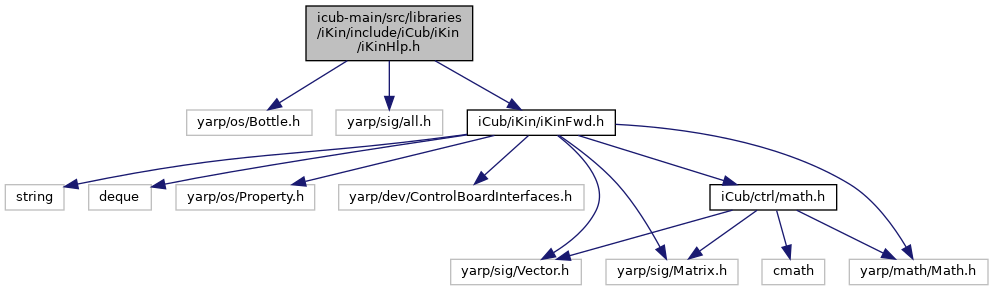 icub-main/src/libraries
/iKin/include/iCub/iKin
/iKinHlp.h
yarp/os/Bottle.h
yarp/sig/all.h
iCub/iKin/iKinFwd.h
string
deque
yarp/os/Property.h
yarp/dev/ControlBoardInterfaces.h
iCub/ctrl/math.h
yarp/sig/Vector.h
yarp/sig/Matrix.h
cmath
yarp/math/Math.h